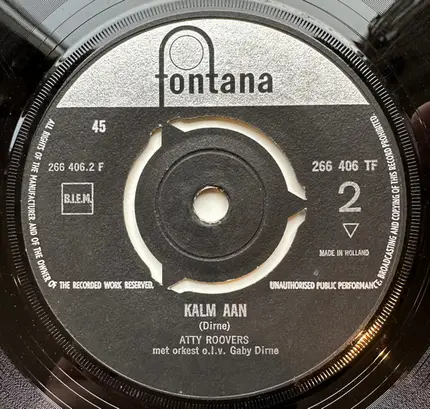 fontana
45
266 406.2 F
266 406 TF
B.I.E.M.
2
MADE IN HOLLAND
ALL RIGHTS OF THE MANUFACTURER AND OF THE OWNER OF THE RECORDED WORK RESERVED. UNAUTHORISED PUBLIC PERFORMANCE, BROADCASTING AND COPYING OF THIS RECORD PROHIBITED
KALM AAN
(Dirne)
ATTY ROOVERS
met orkest o.l.v. Gaby Dirne